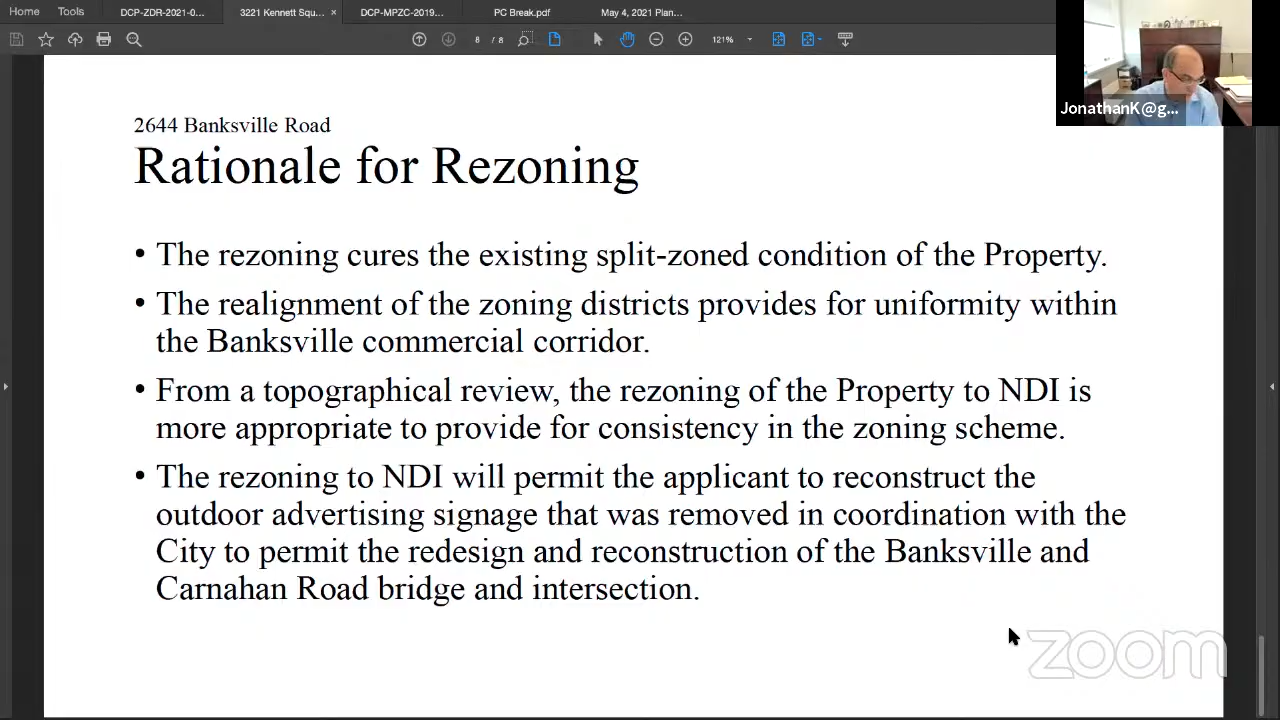 Home Tools DCP-ZDR-2021-0... 3221 Kennett Squ... × DCP-MPZC-2019... PC Break.pdf May 4, 2021 Plan...
8 / 8 121%
JonathanK@g...
2644 Banksville Road
Rationale for Rezoning
• The rezoning cures the existing split-zoned condition of the Property.
• The realignment of the zoning districts provides for uniformity within
the Banksville commercial corridor.
• From a topographical review, the rezoning of the Property to NDI is
more appropriate to provide for consistency in the zoning scheme.
• The rezoning to NDI will permit the applicant to reconstruct the
outdoor advertising signage that was removed in coordination with the
City to permit the redesign and reconstruction of the Banksville and
Carnahan Road bridge and intersection.
zoom